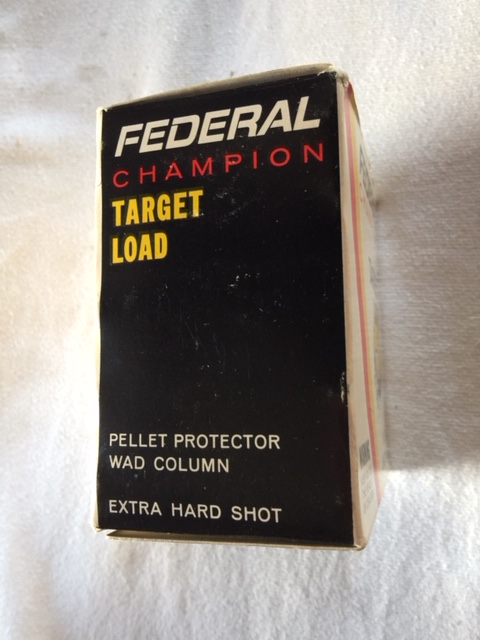 FEDERAL
CHAMPION
TARGET
LOAD
PELLET PROTECTOR
WAD COLUMN
EXTRA HARD SHOT